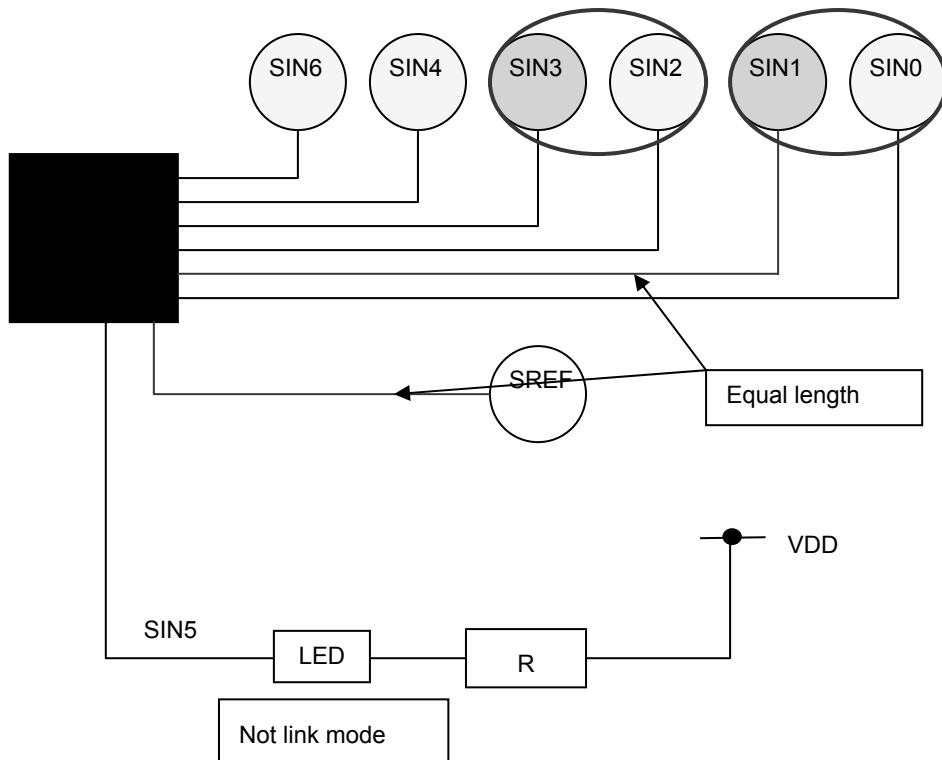 SIN6
SIN4
SIN3
SIN2
SIN1
SIN0
SREF
Equal length
VDD
SIN5
LED
R
Not link mode